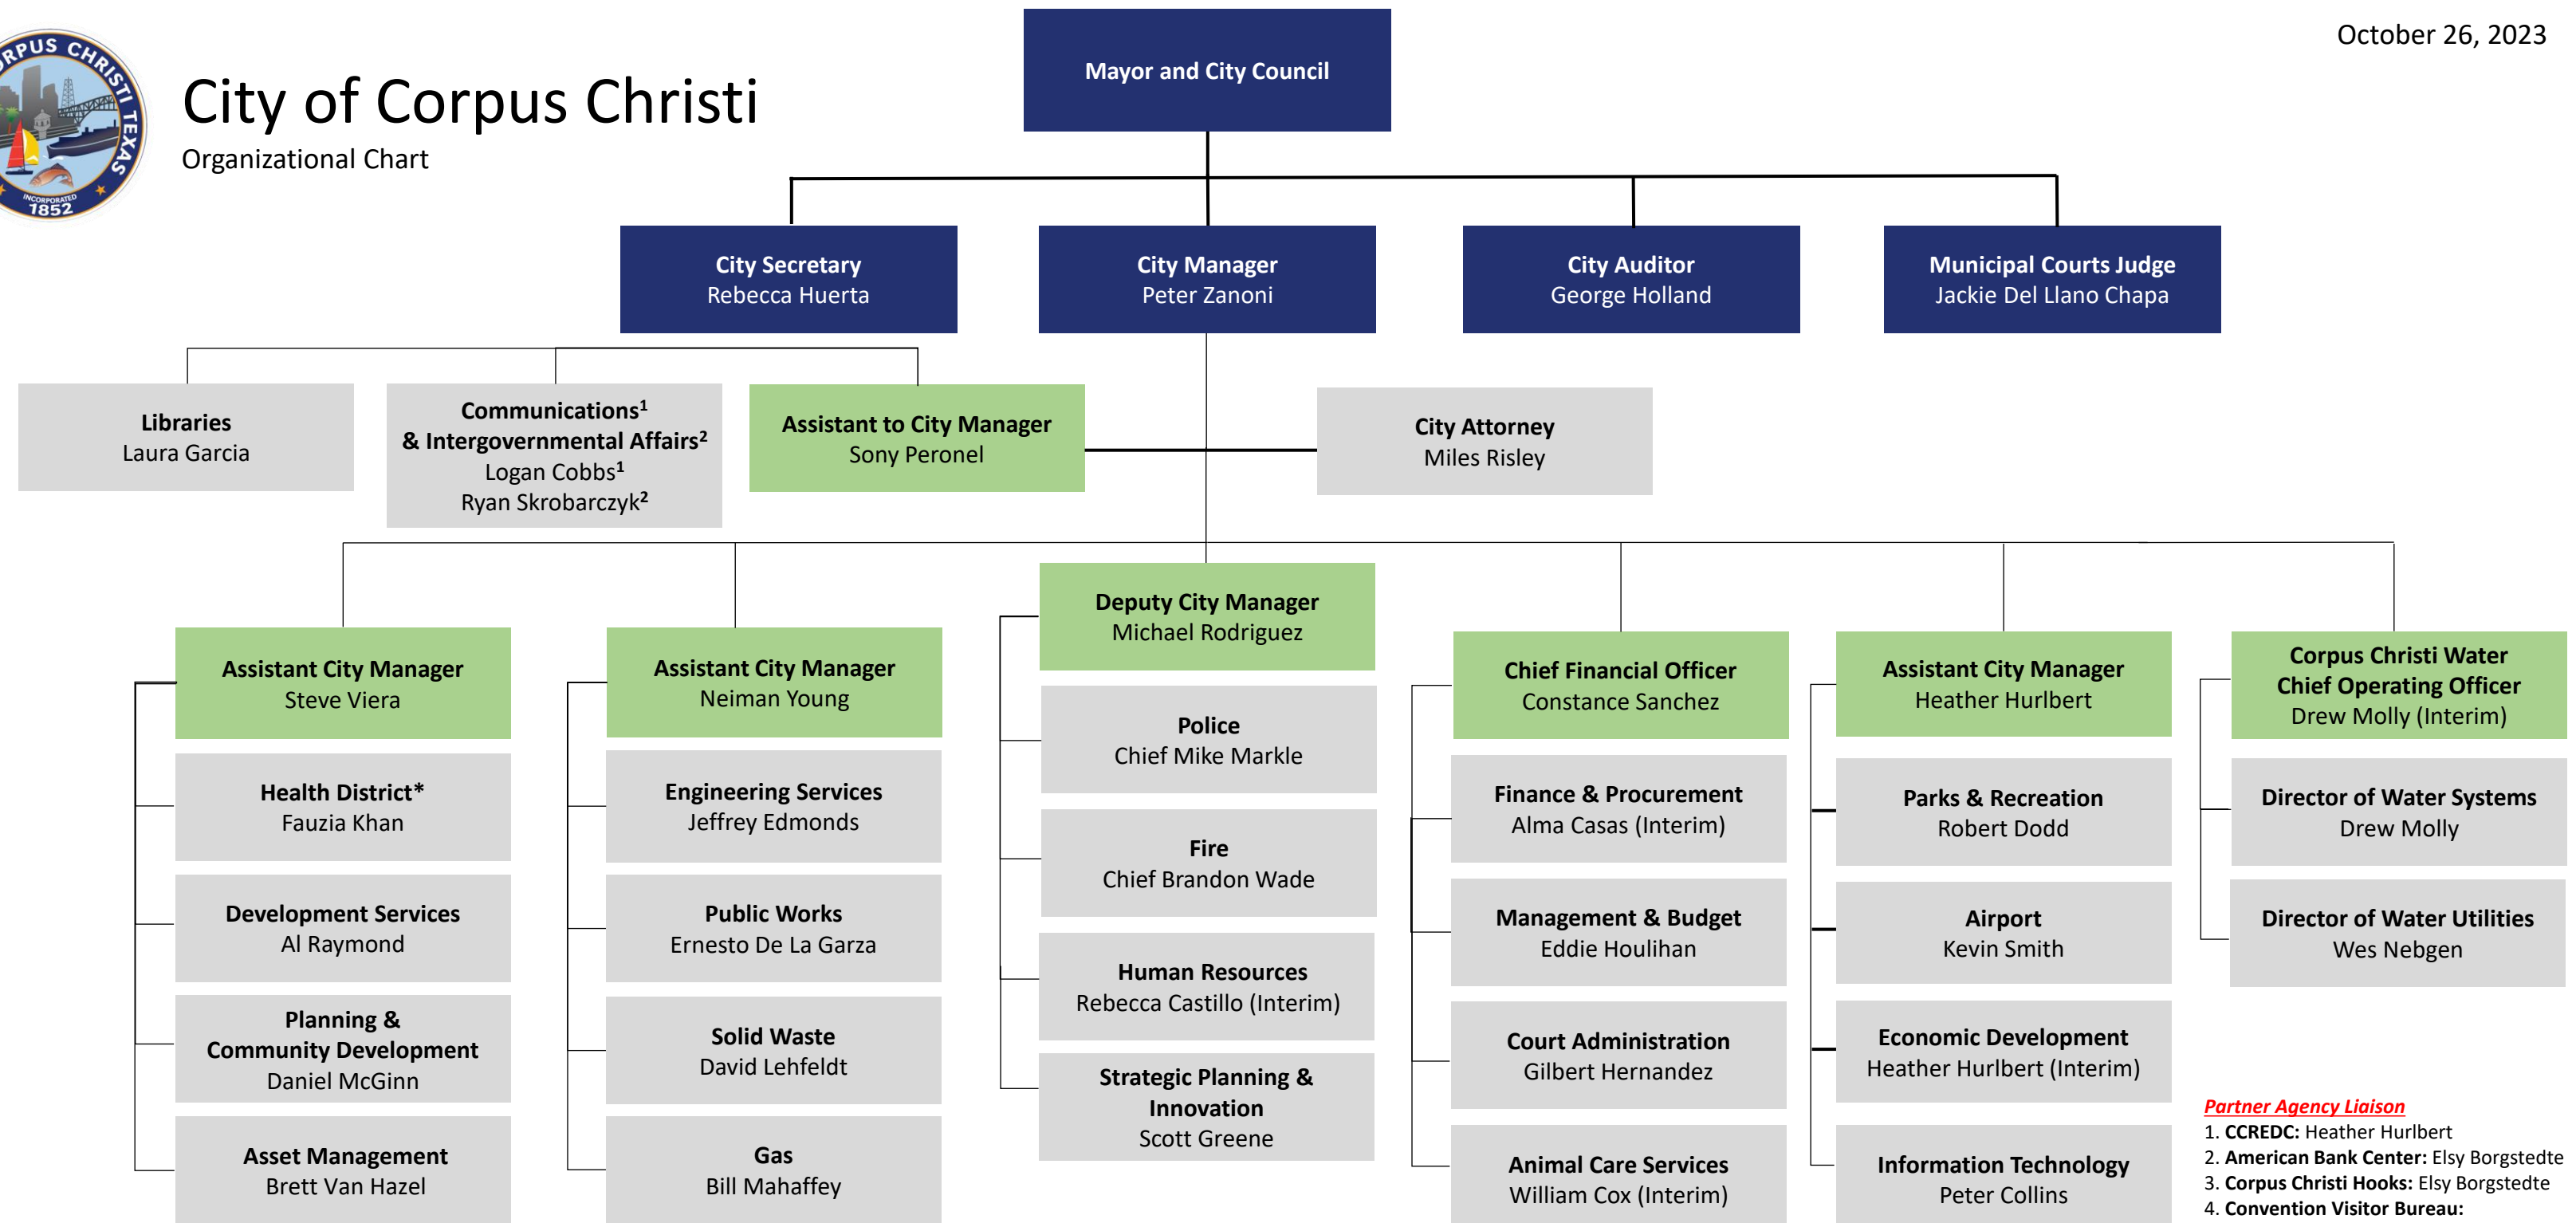 October 26, 2023
CORPUS CHRISTI TEXAS
INCORPORATED
1852
City of Corpus Christi
Organizational Chart
Mayor and City Council
City Secretary
Rebecca Huerta
City Manager
Peter Zanoni
City Auditor
George Holland
Municipal Courts Judge
Jackie Del Llano Chapa
Libraries
Laura Garcia
Communications¹
& Intergovernmental Affairs²
Logan Cobbs¹
Ryan Skrobarczyk²
Assistant to City Manager
Sony Peronel
City Attorney
Miles Risley
Assistant City Manager
Steve Viera
Health District*
Fauzia Khan
Development Services
Al Raymond
Planning &
Community Development
Daniel McGinn
Asset Management
Brett Van Hazel
Assistant City Manager
Neiman Young
Engineering Services
Jeffrey Edmonds
Public Works
Ernesto De La Garza
Solid Waste
David Lehfeldt
Gas
Bill Mahaffey
Deputy City Manager
Michael Rodriguez
Police
Chief Mike Markle
Fire
Chief Brandon Wade
Human Resources
Rebecca Castillo (Interim)
Strategic Planning &
Innovation
Scott Greene
Chief Financial Officer
Constance Sanchez
Finance & Procurement
Alma Casas (Interim)
Management & Budget
Eddie Houlihan
Court Administration
Gilbert Hernandez
Animal Care Services
William Cox (Interim)
Assistant City Manager
Heather Hurlbert
Parks & Recreation
Robert Dodd
Airport
Kevin Smith
Economic Development
Heather Hurlbert (Interim)
Information Technology
Peter Collins
Corpus Christi Water
Chief Operating Officer
Drew Molly (Interim)
Director of Water Systems
Drew Molly
Director of Water Utilities
Wes Nebgen
Partner Agency Liaison
1. CCREDC: Heather Hurlbert
2. American Bank Center: Elsy Borgstedte
3. Corpus Christi Hooks: Elsy Borgstedte
4. Convention Visitor Bureau: